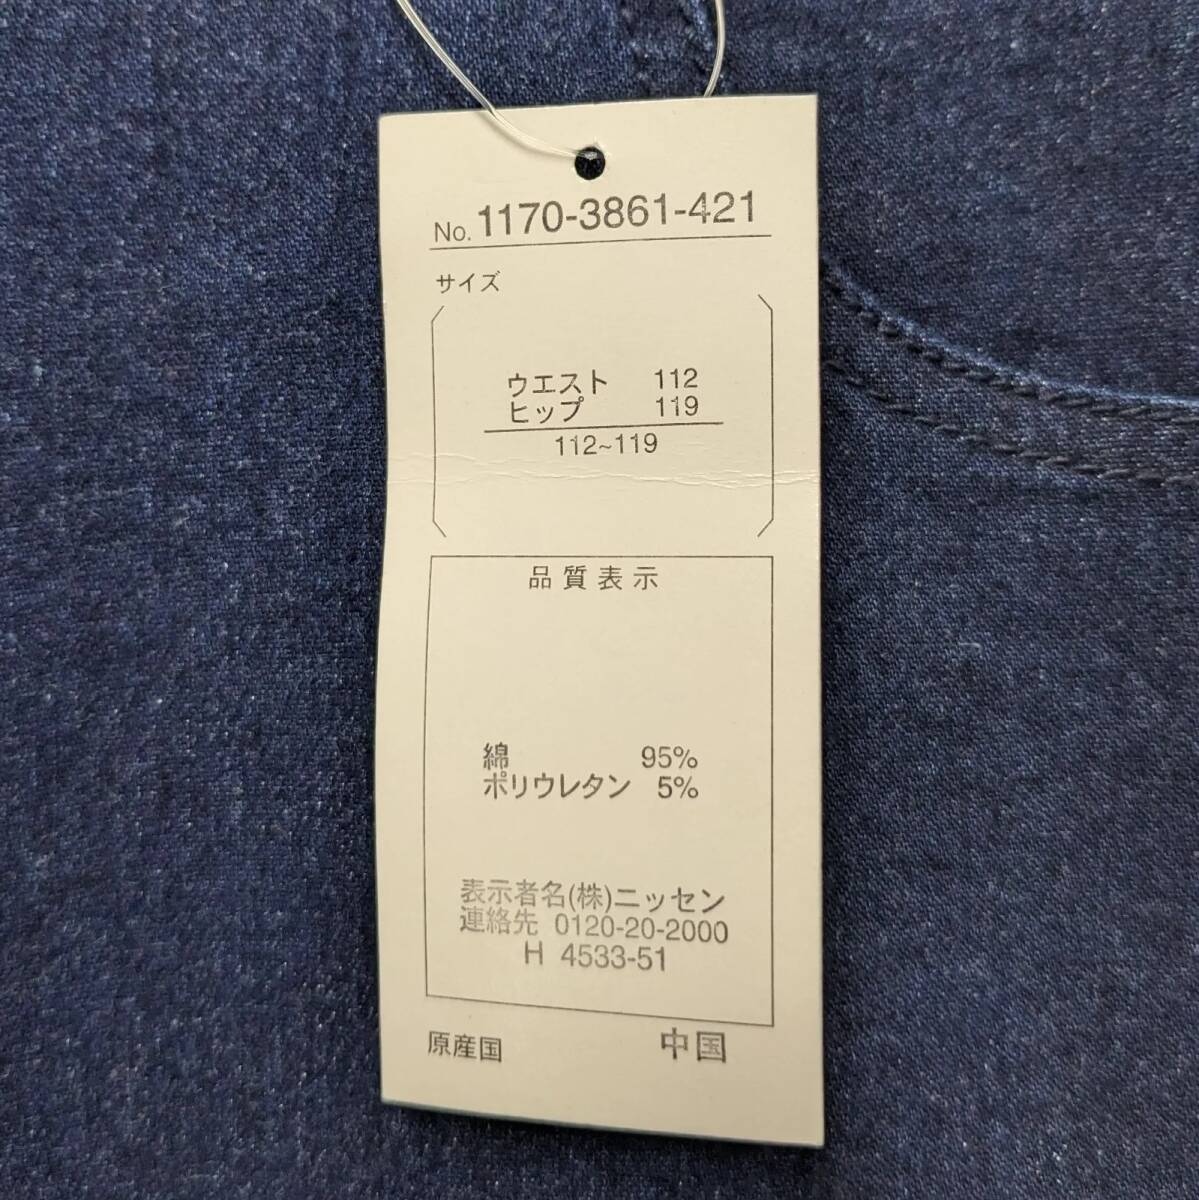 No. 1170-3861-421
サイズ
ウエスト 112
ヒップ 119
112~119
品質表示
綿 95%
ポリウレタン 5%
表示者名(株)ニッセン
連絡先 0120-20-2000
H 4533-51
原産国 中国